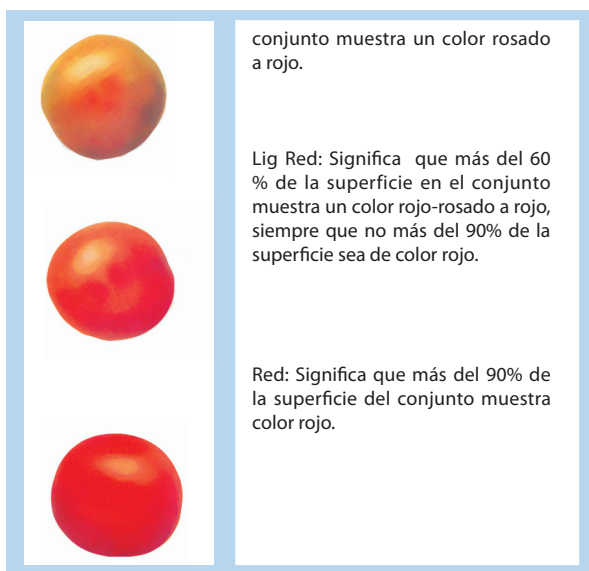 conjunto muestra un color rosado
a rojo.
Lig Red: Significa que más del 60
% de la superficie en el conjunto
muestra un color rojo-rosado a rojo,
siempre que no más del 90% de la
superficie sea de color rojo.
Red: Significa que más del 90% de
la superficie del conjunto muestra
color rojo.